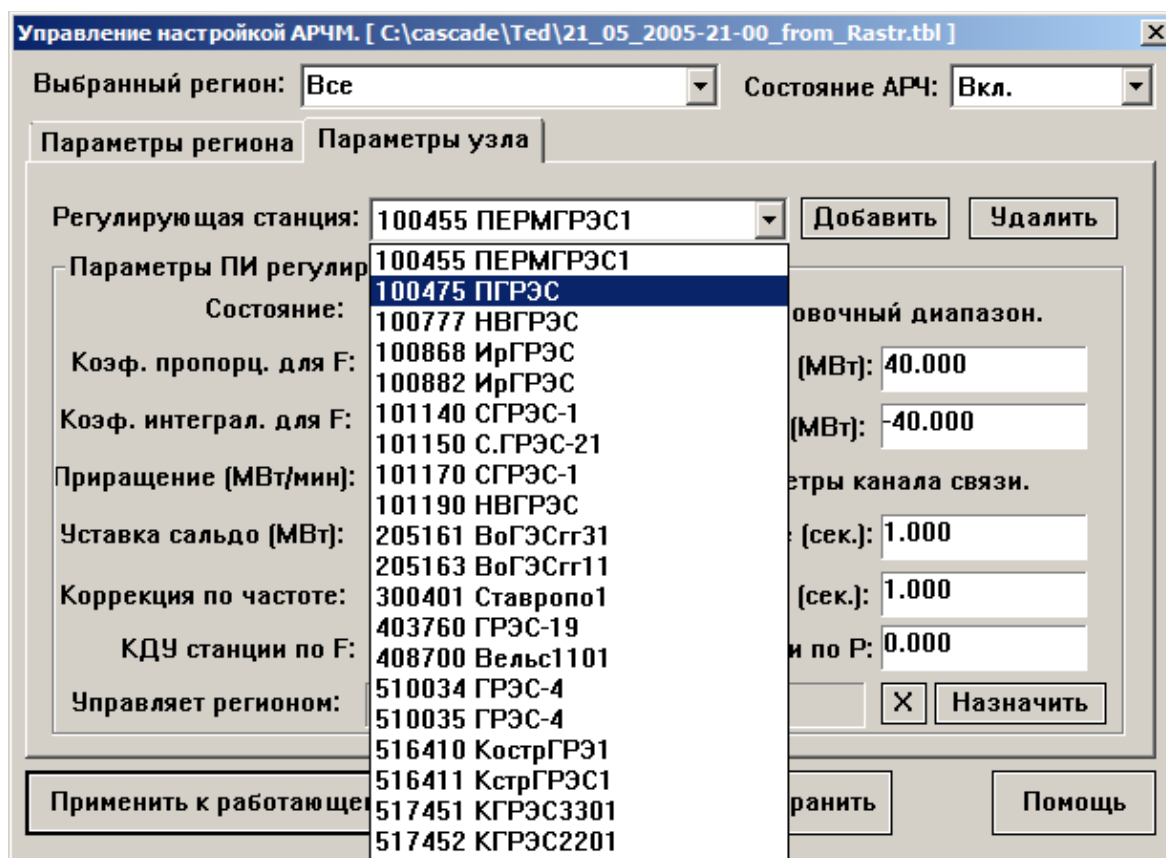 Управление настройкой АРЧМ. [ C:\cascade\Ted\21_05_2005-21-00_from_Rastr.tbl ]
Выбранный регион: Все Состояние АРЧ: Вкл.
Параметры региона Параметры узла
Регулирующая станция: 100455 ПЕРМГРЭС1 Добавить Удалить
Параметры ПИ регулир
100455 ПЕРМГРЭС1
100475 ПГРЭС
100777 НВГРЭС
100868 ИрГРЭС
100882 ИрГРЭС
101140 СГРЭС-1
101150 С.ГРЭС-21
101170 СГРЭС-1
101190 НВГРЭС
205161 ВоГЭСгг31
205163 ВоГЭСгг11
300401 Ставропо1
403760 ГРЭС-19
408700 Вельс1101
510034 ГРЭС-4
510035 ГРЭС-4
516410 КострГРЭ1
516411 КстрГРЭС1
517451 КГРЭС3301
517452 КГРЭС2201
Состояние:
овочный диапазон.
Коэф. пропорц. для F:
(МВт): 40.000
Коэф. интеграл. для F:
(МВт): -40.000
Приращение (МВт/мин):
етры канала связи.
Уставка сальдо (МВт):
(сек.): 1.000
Коррекция по частоте:
(сек.): 1.000
КДУ станции по F:
и по P: 0.000
Управляет регионом:
X Назначить
Применить к работающе
ранить
Помощь